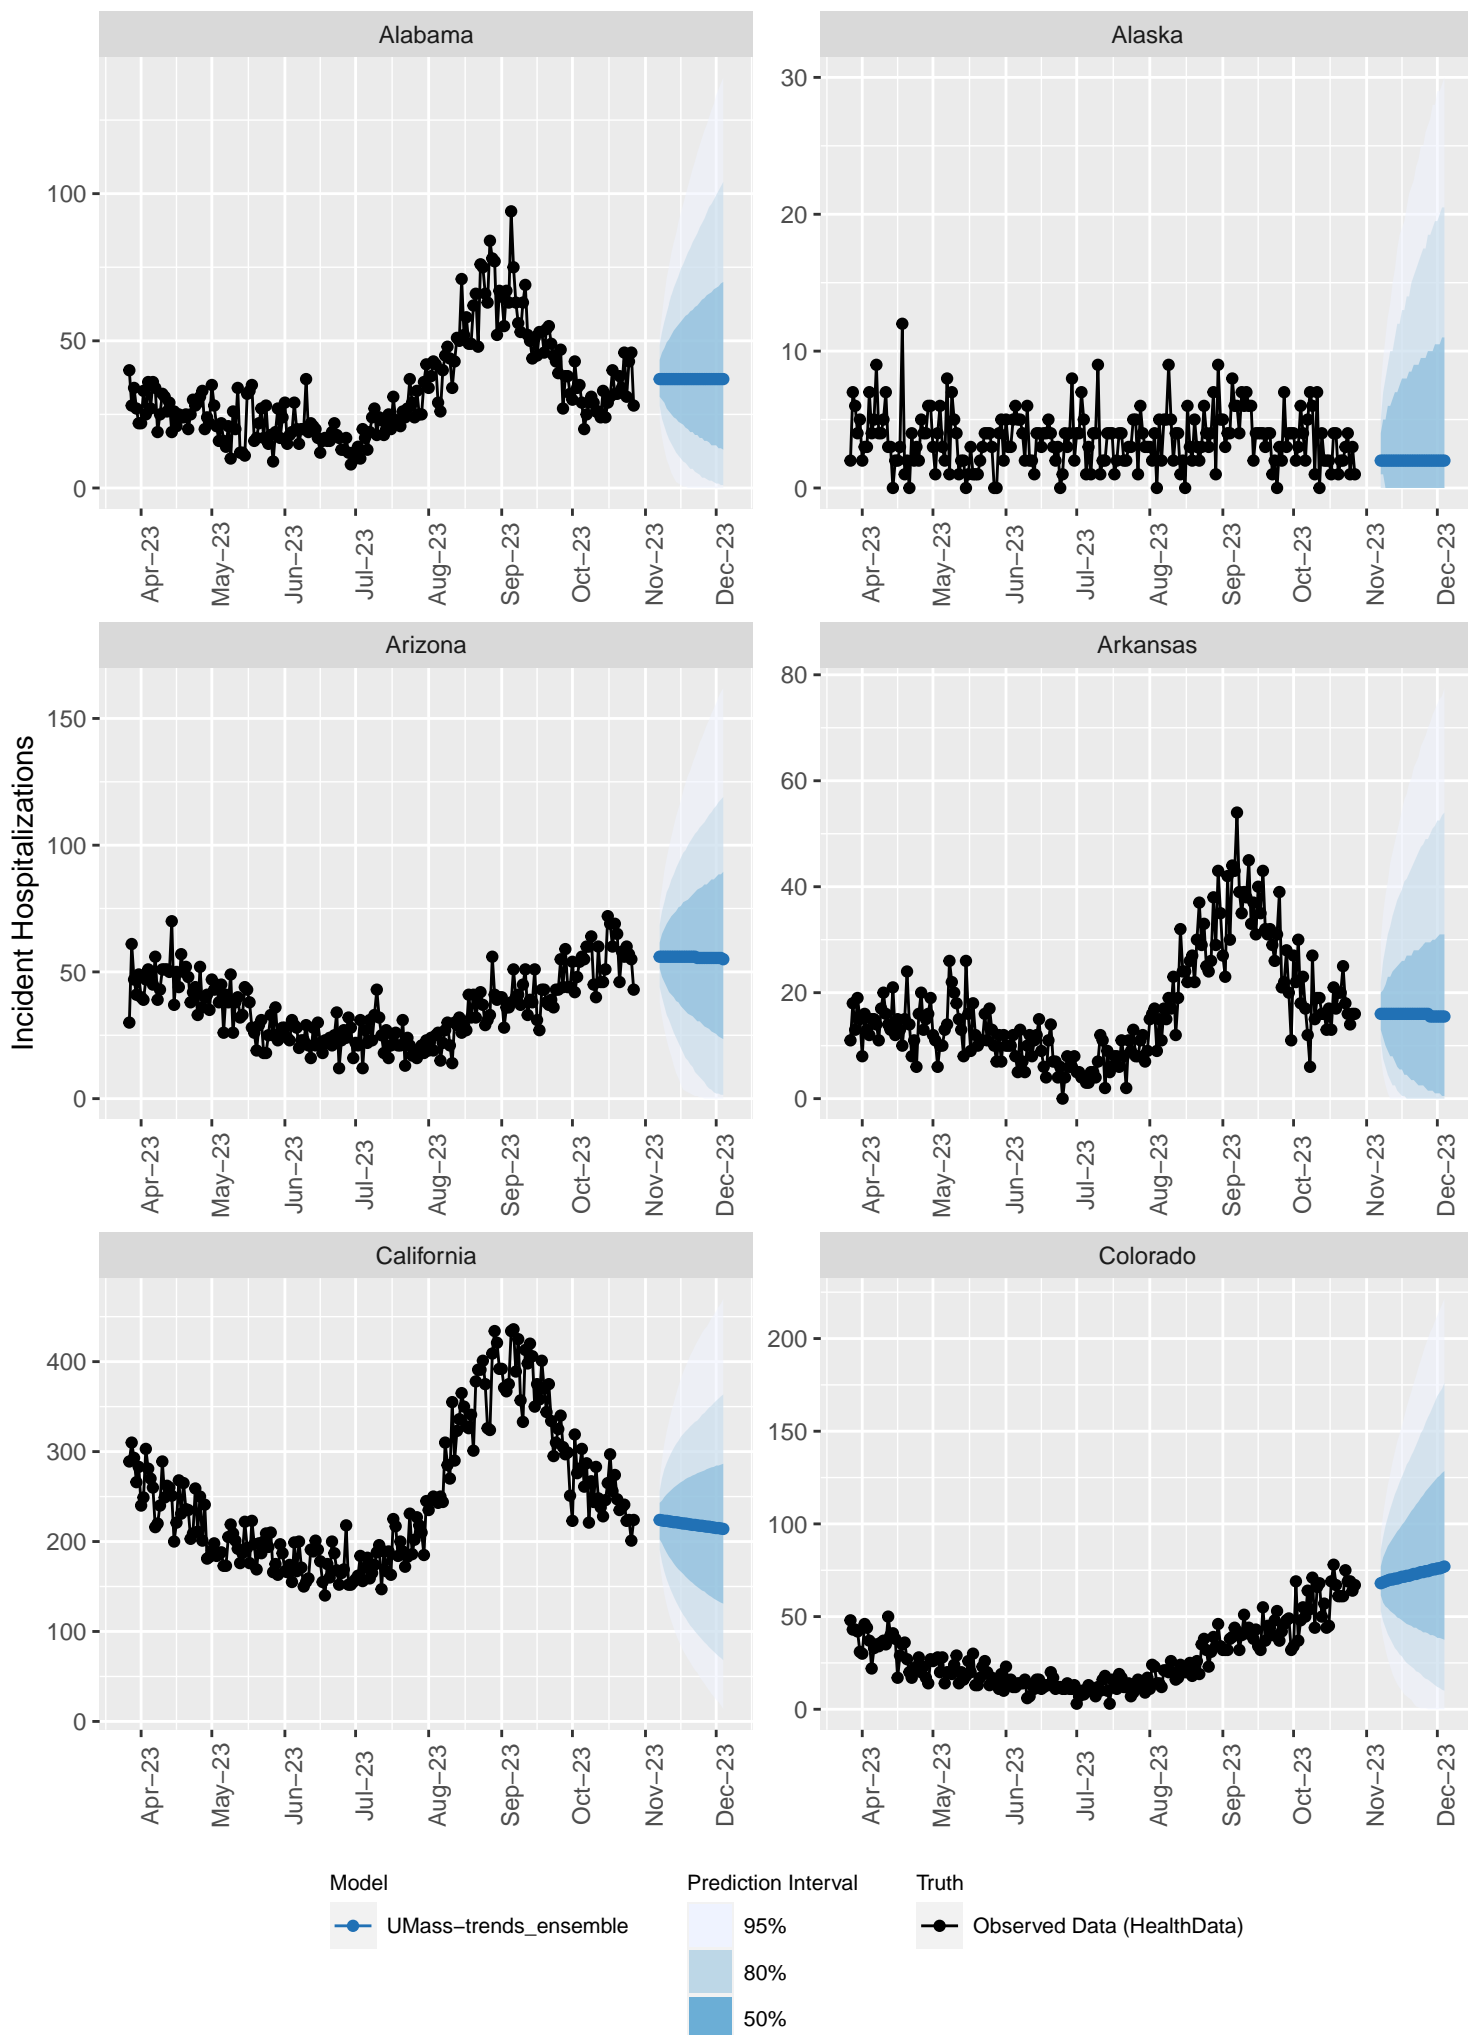 Alabama
Alaska
100
50
0
30
20
10
0
Apr−23
May−23
Jun−23
Jul−23
Aug−23
Sep−23
Oct−23
Nov−23
Dec−23
Apr−23
May−23
Jun−23
Jul−23
Aug−23
Sep−23
Oct−23
Nov−23
Dec−23
Incident Hospitalizations
Arizona
Arkansas
150
100
50
0
80
60
40
20
0
Apr−23
May−23
Jun−23
Jul−23
Aug−23
Sep−23
Oct−23
Nov−23
Dec−23
Apr−23
May−23
Jun−23
Jul−23
Aug−23
Sep−23
Oct−23
Nov−23
Dec−23
California
Colorado
400
300
200
100
0
200
150
100
50
0
Apr−23
May−23
Jun−23
Jul−23
Aug−23
Sep−23
Oct−23
Nov−23
Dec−23
Apr−23
May−23
Jun−23
Jul−23
Aug−23
Sep−23
Oct−23
Nov−23
Dec−23
Model
UMass−trends_ensemble
Prediction Interval
95%
80%
50%
Truth
Observed Data (HealthData)